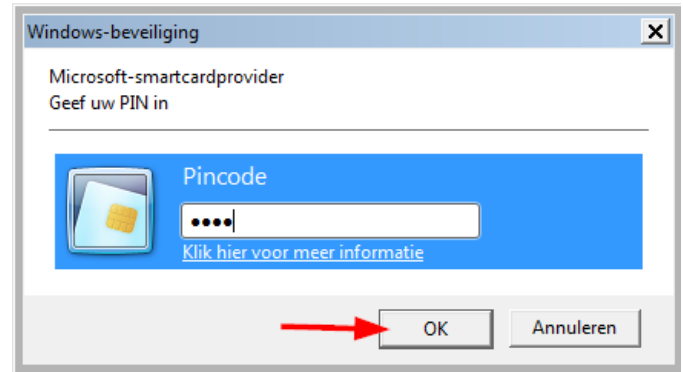 Windows-beveiliging
Microsoft-smartcardprovider
Geef uw PIN in
Pincode
••••
Klik hier voor meer informatie
OK Annuleren